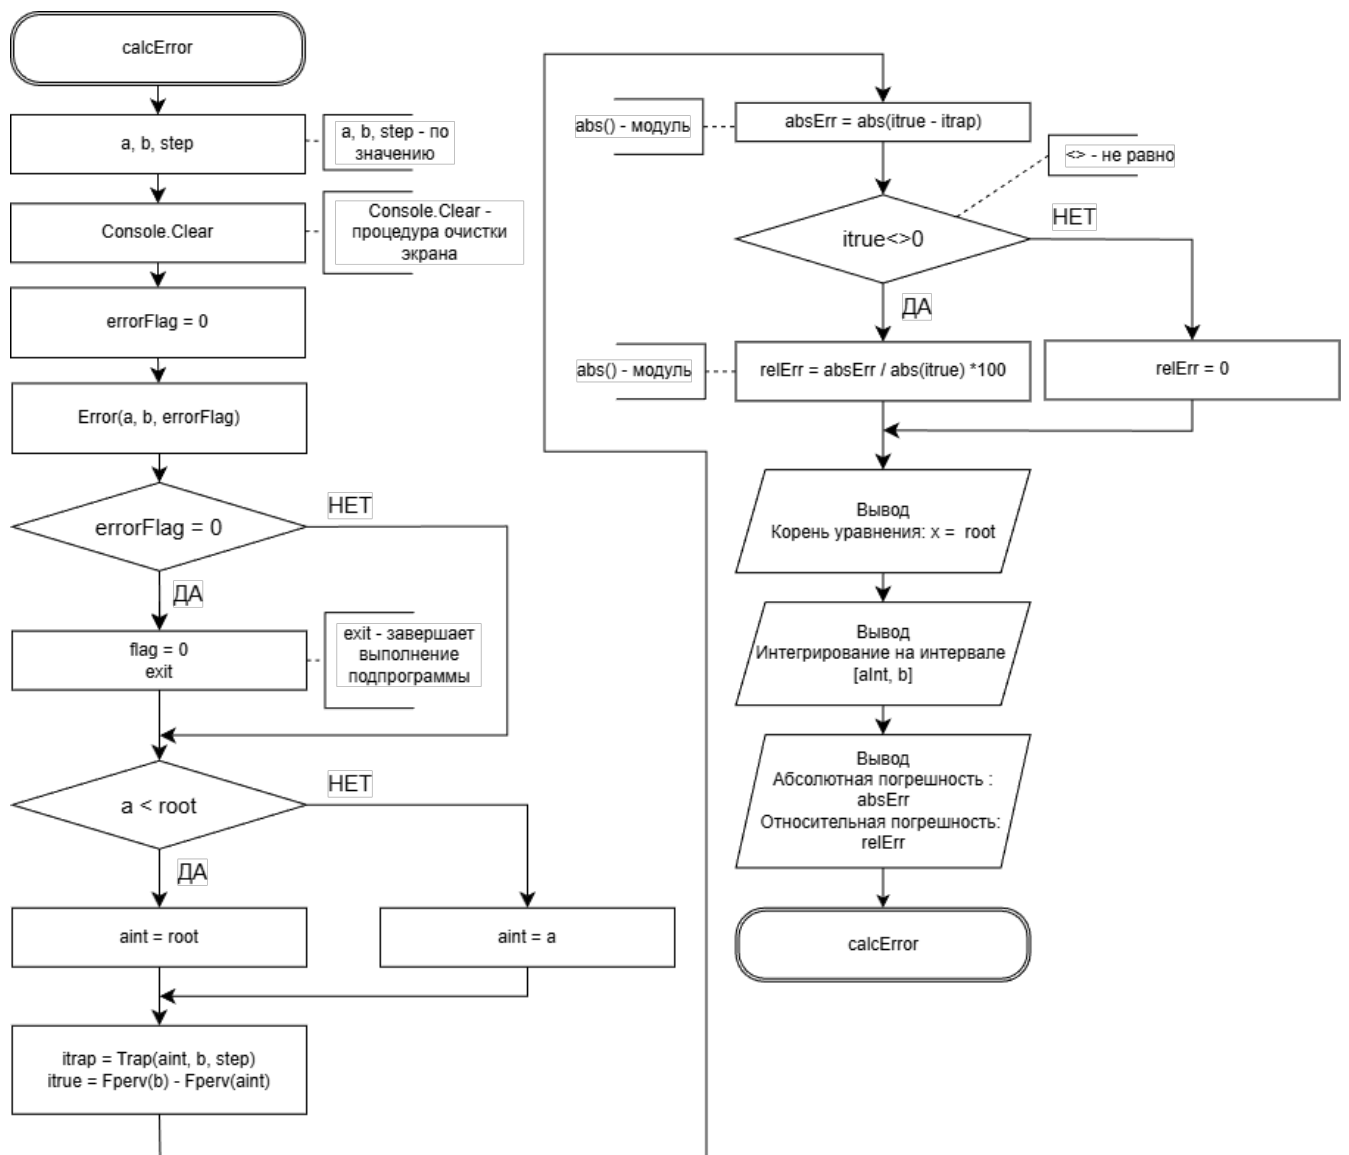 calcError
a, b, step
a, b, step - по
значению
Console.Clear
Console.Clear -
процедура очистки
экрана
errorFlag = 0
Error(a, b, errorFlag)
errorFlag = 0
НЕТ
ДА
flag = 0
exit
exit - завершает
выполнение
подпрограммы
a < root
НЕТ
ДА
aint = root
aint = a
itrap = Trap(aint, b, step)
itrue = Fperv(b) - Fperv(aint)
abs() - модуль
absErr = abs(itrue - itrap)
<> - не равно
itrue<>0
НЕТ
ДА
abs() - модуль
relErr = absErr / abs(itrue) *100
relErr = 0
Вывод
Корень уравнения: x =  root
Вывод
Интегрирование на интервале
[aInt, b]
Вывод
Абсолютная погрешность :
absErr
Относительная погрешность:
relErr
calcError